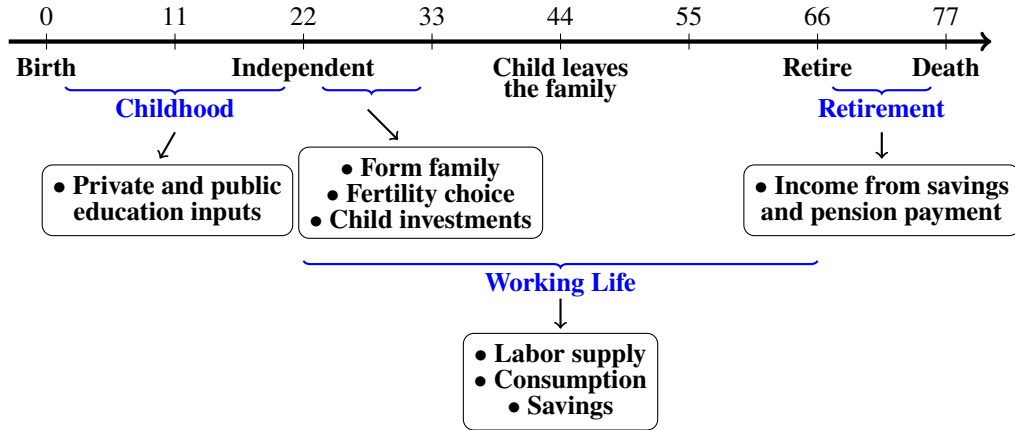 0 11 22 33 44 55 66 77
Birth Independent Child leaves the family Retire Death
Childhood Retirement
• Private and public
education inputs
• Form family
• Fertility choice
• Child investments
• Income from savings
and pension payment
Working Life
• Labor supply
• Consumption
• Savings